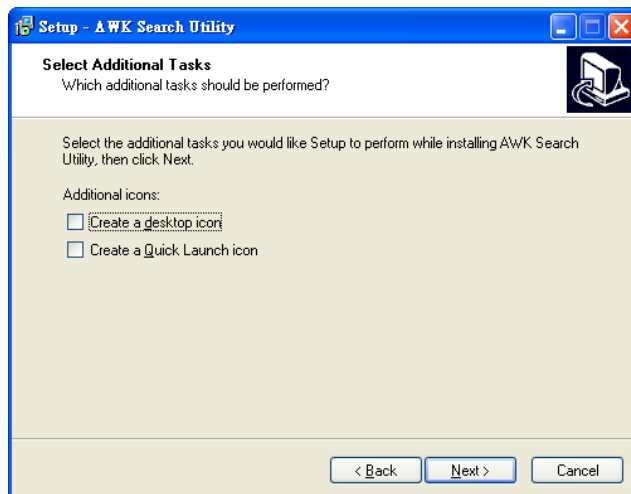 Setup - AWK Search Utility
Select Additional Tasks
Which additional tasks should be performed?
Select the additional tasks you would like Setup to perform while installing AWK Search
Utility, then click Next.
Additional icons:
Create a desktop icon
Create a Quick Launch icon
< Back Next > Cancel